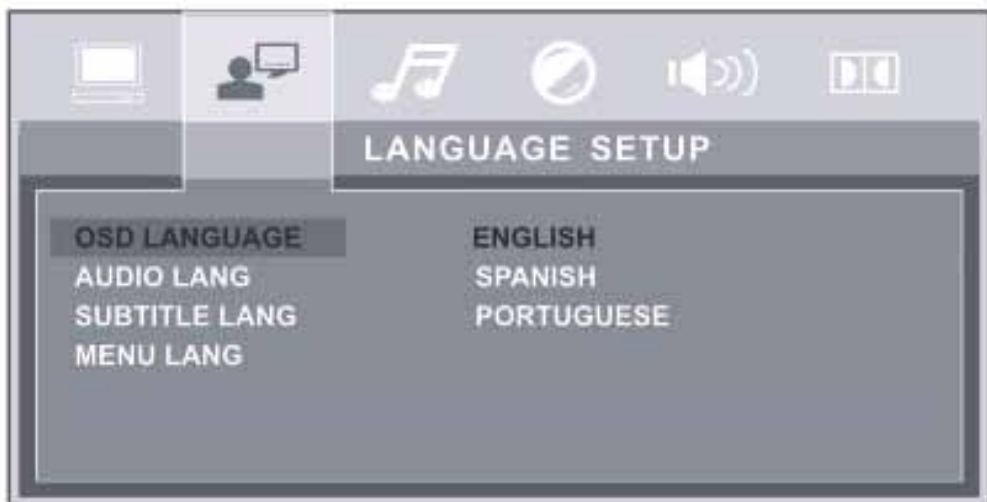 LANGUAGE SETUP
OSD LANGUAGE
AUDIO LANG
SUBTITLE LANG
MENU LANG
ENGLISH
SPANISH
PORTUGUESE